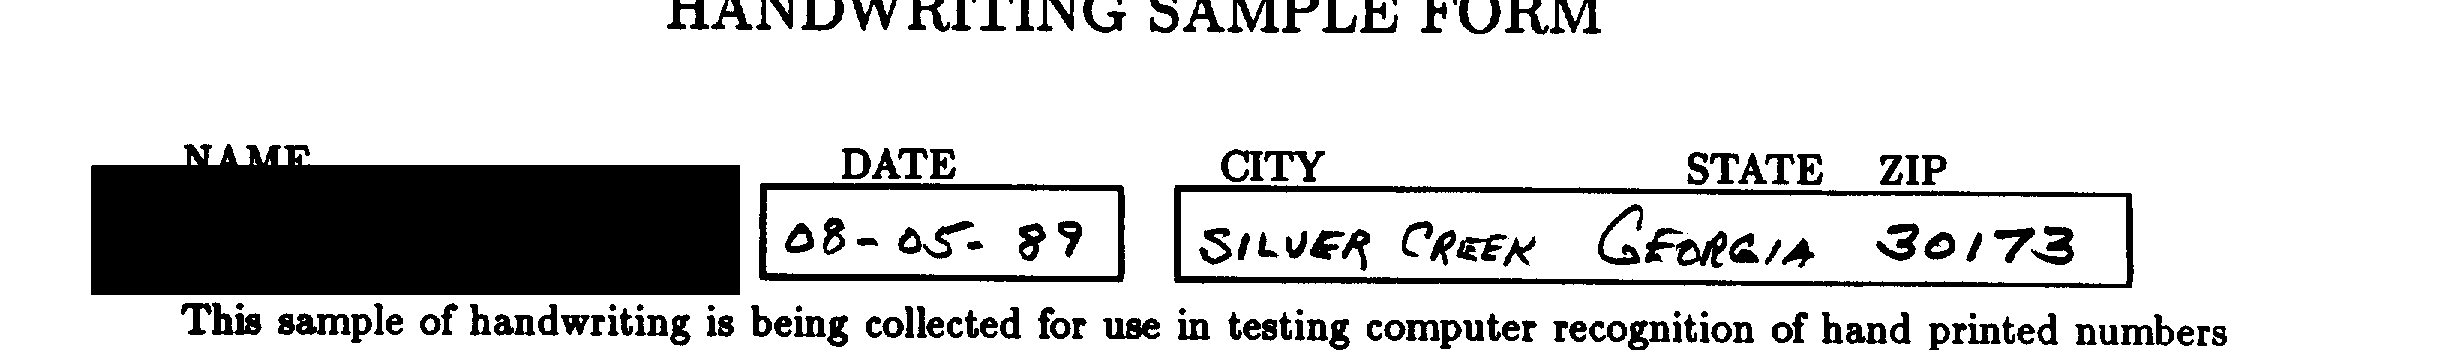 HANDWRITING SAMPLE FORM
NAME DATE CITY STATE ZIP
08-05-89 SILVER CREEK GEORGIA 30173
This sample of handwriting is being collected for use in testing computer recognition of hand printed numbers